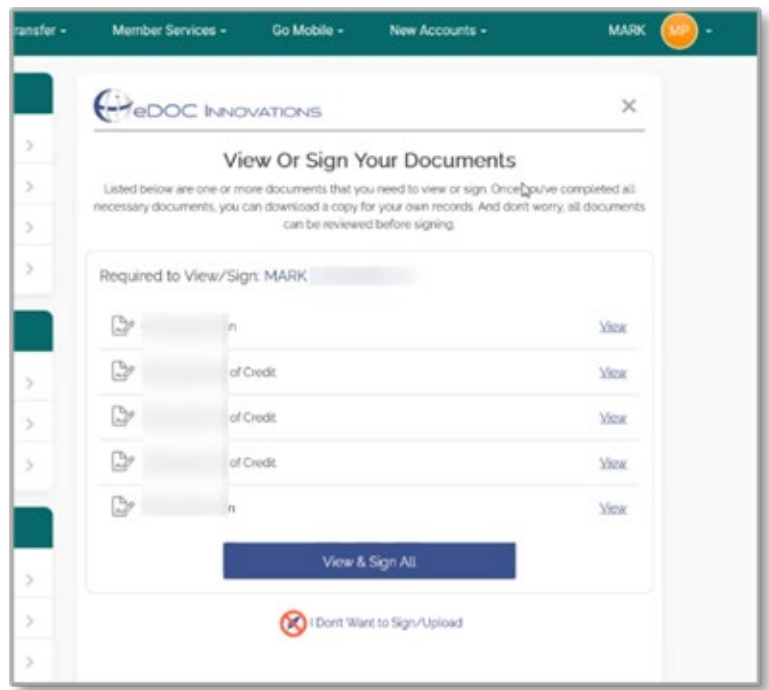 ransfer - Member Services - Go Mobile - New Accounts - MARK MP -
eDOC INNOVATIONS ×
View Or Sign Your Documents
Listed below are one or more documents that you need to view or sign. Once you've completed all
necessary documents, you can download a copy for your own records. And don't worry, all documents
can be reviewed before signing.
Required to View/Sign: MARK
n View
of Credit View
of Credit View
of Credit View
n View
View & Sign All
I Don't Want to Sign/Upload